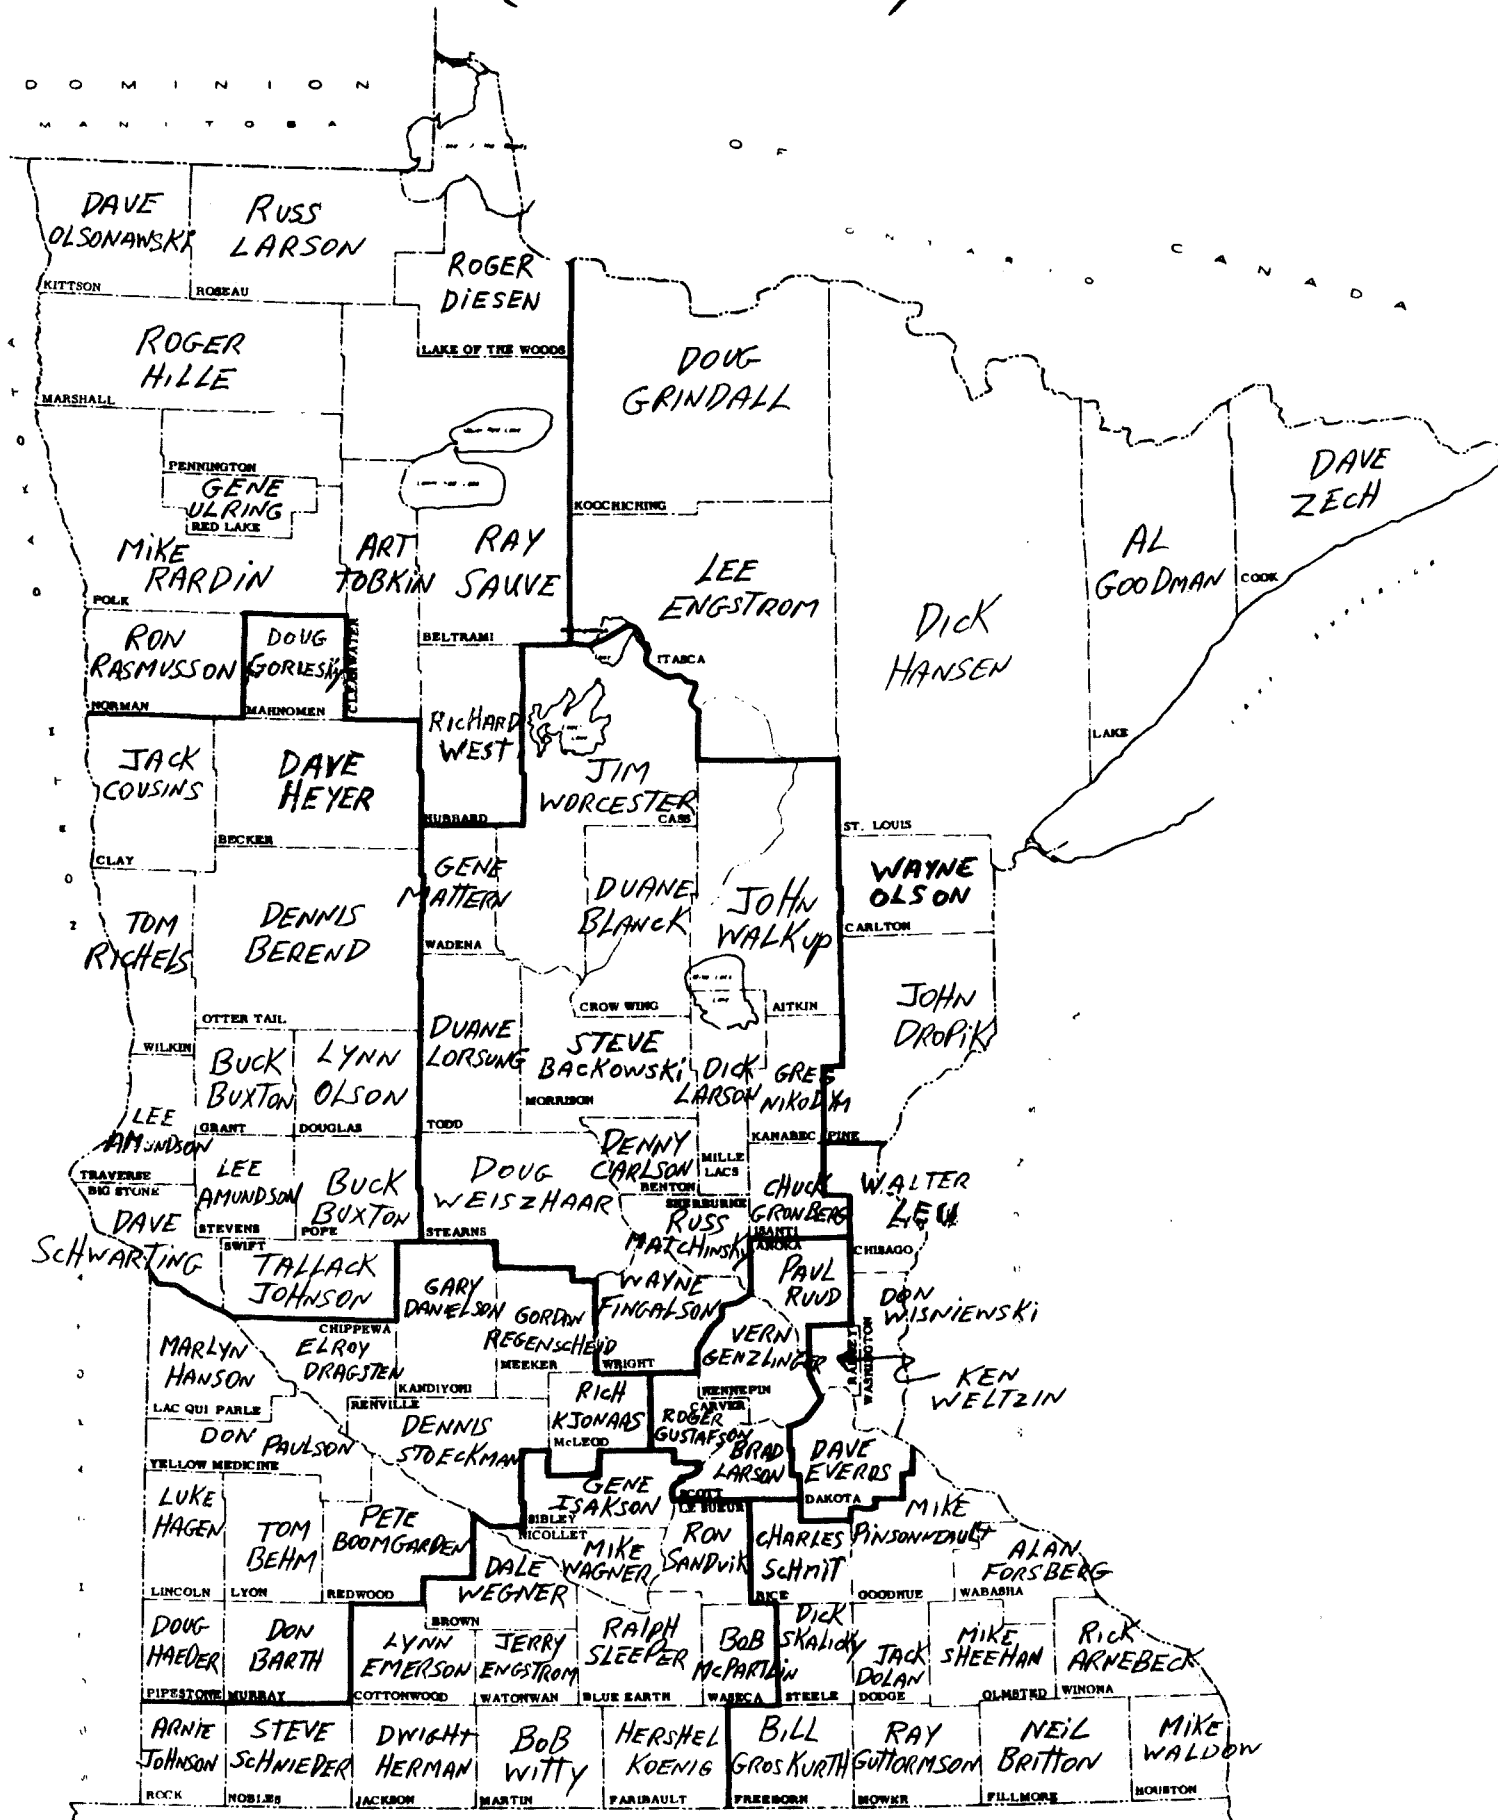 DOMINION
MANITOBA
OF
ONTARIO CANADA
DAVE
OLSONAWSKI
KITTSON
RUSS
LARSON
ROSEAU
ROGER
DIESEN
LAKE OF THE WOODS
ROGER
HILLE
MARSHALL
DOUG
GRINDALL
KOOCHICHING
PENNINGTON
GENE
ULRING
RED LAKE
MIKE
RARDIN
POLK
ART
TOBKIN
CLEARWATER
RAY
SAUVE
BELTRAMI
LEE
ENGSTROM
ITASCA
DICK
HANSEN
ST. LOUIS
AL
GOODMAN
LAKE
DAVE
ZECH
COOK
RON
RASMUSSON
NORMAN
DOUG
GORLESKY
MAHNOMEN
JACK
COUSINS
CLAY
DAVE
HEYER
BECKER
RICHARD
WEST
HUBBARD
JIM
WORCESTER
CASS
GENE
MATTERN
WADENA
DUANE
BLANCK
CROW WING
JOHN
WALKUP
AITKIN
WAYNE
OLSON
CARLTON
TOM
RICHELS
WILKIN
DENNIS
BEREND
OTTER TAIL
JOHN
DROPIK
PINE
BUCK
BUXTON
GRANT
LYNN
OLSON
DOUGLAS
DUANE
LORSUNG
TODD
STEVE
BACKOWSKI
MORRISON
DICK
LARSON
MILLE
LACS
GREG
NIKODYM
KANABEC
LEE
AMUNDSON
TRAVERSE
BIG STONE
LEE
AMUNDSON
STEVENS
BUCK
BUXTON
POPE
DOUG
WEISZHAAR
STEARNS
DENNY
CARLSON
BENTON
SHERBURNE
RUSS
MATCHINSKY
CHUCK
GRONBERG
ISANTI
ANOKA
WALTER
LEU
CHISAGO
DAVE
SCHWARTING
SWIFT
TALLACK
JOHNSON
GARY
DANIELSON
KANDIYOHI
GORDON
REGENSCHEID
MEEKER
WAYNE
FINGALSON
WRIGHT
PAUL
RUUD
DON
WISNIEWSKI
WASHINGTON
RAMSEY
VERN
GENZLINGER
HENNEPIN
KEN
WELTZIN
CHIPPEWA
ELROY
DRAGSTEN
MARLYN
HANSON
LAC QUI PARLE
RENVILLE
DENNIS
STOECKMAN
RICH
KJONAAS
McLEOD
CARVER
ROGER
GUSTAFSON
BRAD
LARSON
SCOTT
DAVE
EVERDS
DAKOTA
DON PAULSON
YELLOW MEDICINE
LUKE
HAGEN
LINCOLN
TOM
BEHM
LYON
PETE
BOOMGARDEN
REDWOOD
GENE
ISAKSON
SIBLEY
NICOLLET
MIKE
WAGNER
DALE
WEGNER
BROWN
LE SUEUR
RON
SANDVIK
CHARLES
SCHMIT
RICE
MIKE
PINSONNEAULT
GOODHUE
ALAN
FORSBERG
WABASHA
DOUG
HAEDER
PIPESTONE
DON
BARTH
MURRAY
LYNN
EMERSON
COTTONWOOD
JERRY
ENGSTROM
WATONWAN
RALPH
SLEEPER
BLUE EARTH
BOB
McPARTLIN
WASECA
DICK
SKALICKY
STEELE
JACK
DOLAN
DODGE
MIKE
SHEEHAN
OLMSTED
RICK
ARNEBECK
WINONA
ARNIE
JOHNSON
ROCK
STEVE
SCHNIEDER
NOBLES
DWIGHT
HERMAN
JACKSON
BOB
WITTY
MARTIN
HERSHEL
KOENIG
FARIBAULT
BILL
GROSKURTH
FREEBORN
RAY
GUTTORMSON
MOWER
NEIL
BRITTON
FILLMORE
MIKE
WALDOW
HOUSTON